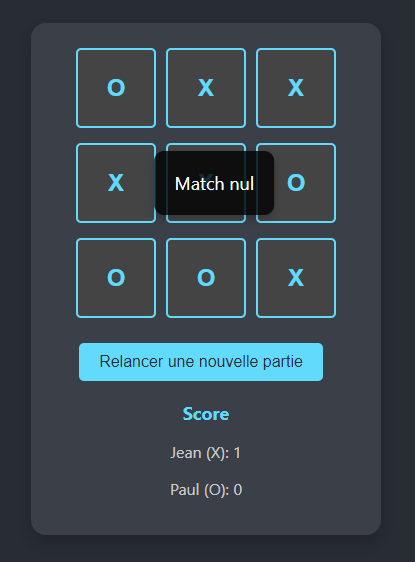 O X X
X O
Match nul
O O X
Relancer une nouvelle partie
Score
Jean (X): 1
Paul (O): 0